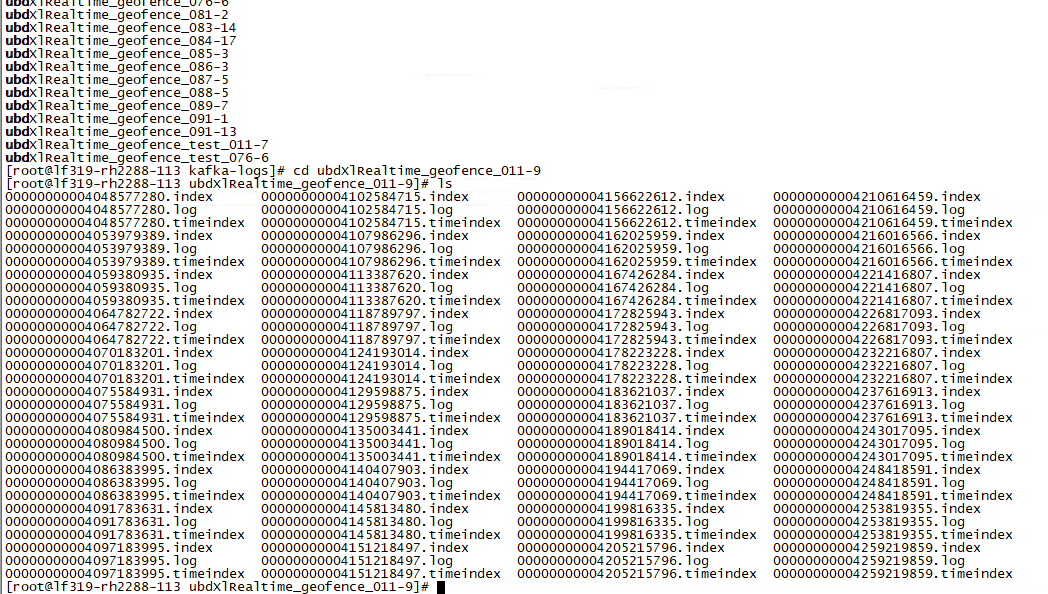 ubdXlRealtime_geofence_076-6
ubdXlRealtime_geofence_081-2
ubdXlRealtime_geofence_083-14
ubdXlRealtime_geofence_084-17
ubdXlRealtime_geofence_085-3
ubdXlRealtime_geofence_086-3
ubdXlRealtime_geofence_087-5
ubdXlRealtime_geofence_088-5
ubdXlRealtime_geofence_089-7
ubdXlRealtime_geofence_091-1
ubdXlRealtime_geofence_091-13
ubdXlRealtime_geofence_test_011-7
ubdXlRealtime_geofence_test_076-6
[root@lf319-rh2288-113 kafka-logs]# cd ubdXlRealtime_geofence_011-9
[root@lf319-rh2288-113 ubdXlRealtime_geofence_011-9]# ls
00000000004048577280.index 00000000004102584715.index 00000000004156622612.index 00000000004210616459.index
00000000004048577280.log 00000000004102584715.log 00000000004156622612.log 00000000004210616459.log
00000000004048577280.timeindex 00000000004102584715.timeindex 00000000004156622612.timeindex 00000000004210616459.timeindex
00000000004053979389.index 00000000004107986296.index 00000000004162025959.index 00000000004216016566.index
00000000004053979389.log 00000000004107986296.log 00000000004162025959.log 00000000004216016566.log
00000000004053979389.timeindex 00000000004107986296.timeindex 00000000004162025959.timeindex 00000000004216016566.timeindex
00000000004059380935.index 00000000004113387620.index 00000000004167426284.index 00000000004221416807.index
00000000004059380935.log 00000000004113387620.log 00000000004167426284.log 00000000004221416807.log
00000000004059380935.timeindex 00000000004113387620.timeindex 00000000004167426284.timeindex 00000000004221416807.timeindex
00000000004064782722.index 00000000004118789797.index 00000000004172825943.index 00000000004226817093.index
00000000004064782722.log 00000000004118789797.log 00000000004172825943.log 00000000004226817093.log
00000000004064782722.timeindex 00000000004118789797.timeindex 00000000004172825943.timeindex 00000000004226817093.timeindex
00000000004070183201.index 00000000004124193014.index 00000000004178223228.index 00000000004232216807.index
00000000004070183201.log 00000000004124193014.log 00000000004178223228.log 00000000004232216807.log
00000000004070183201.timeindex 00000000004124193014.timeindex 00000000004178223228.timeindex 00000000004232216807.timeindex
00000000004075584931.index 00000000004129598875.index 00000000004183621037.index 00000000004237616913.index
00000000004075584931.log 00000000004129598875.log 00000000004183621037.log 00000000004237616913.log
00000000004075584931.timeindex 00000000004129598875.timeindex 00000000004183621037.timeindex 00000000004237616913.timeindex
00000000004080984500.index 00000000004135003441.index 00000000004189018414.index 00000000004243017095.index
00000000004080984500.log 00000000004135003441.log 00000000004189018414.log 00000000004243017095.log
00000000004080984500.timeindex 00000000004135003441.timeindex 00000000004189018414.timeindex 00000000004243017095.timeindex
00000000004086383995.index 00000000004140407903.index 00000000004194417069.index 00000000004248418591.index
00000000004086383995.log 00000000004140407903.log 00000000004194417069.log 00000000004248418591.log
00000000004086383995.timeindex 00000000004140407903.timeindex 00000000004194417069.timeindex 00000000004248418591.timeindex
00000000004091783631.index 00000000004145813480.index 00000000004199816335.index 00000000004253819355.index
00000000004091783631.log 00000000004145813480.log 00000000004199816335.log 00000000004253819355.log
00000000004091783631.timeindex 00000000004145813480.timeindex 00000000004199816335.timeindex 00000000004253819355.timeindex
00000000004097183995.index 00000000004151218497.index 00000000004205215796.index 00000000004259219859.index
00000000004097183995.log 00000000004151218497.log 00000000004205215796.log 00000000004259219859.log
00000000004097183995.timeindex 00000000004151218497.timeindex 00000000004205215796.timeindex 00000000004259219859.timeindex
[root@lf319-rh2288-113 ubdXlRealtime_geofence_011-9]#